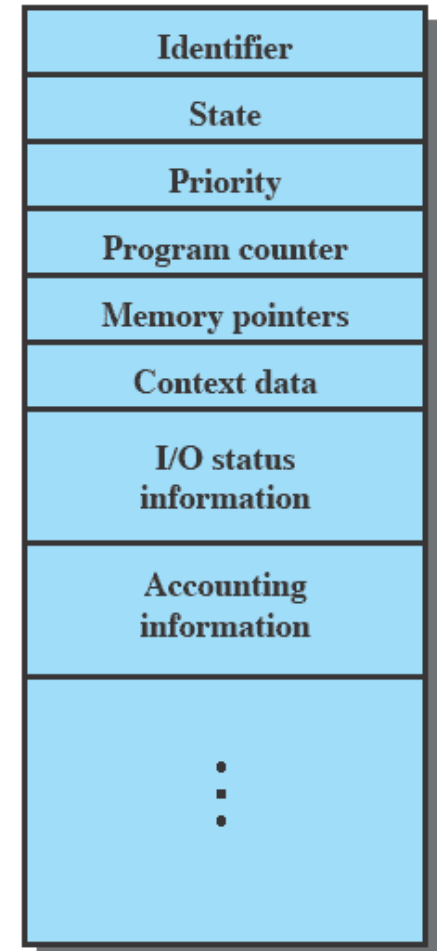 Identifier
State
Priority
Program counter
Memory pointers
Context data
I/O status
information
Accounting
information